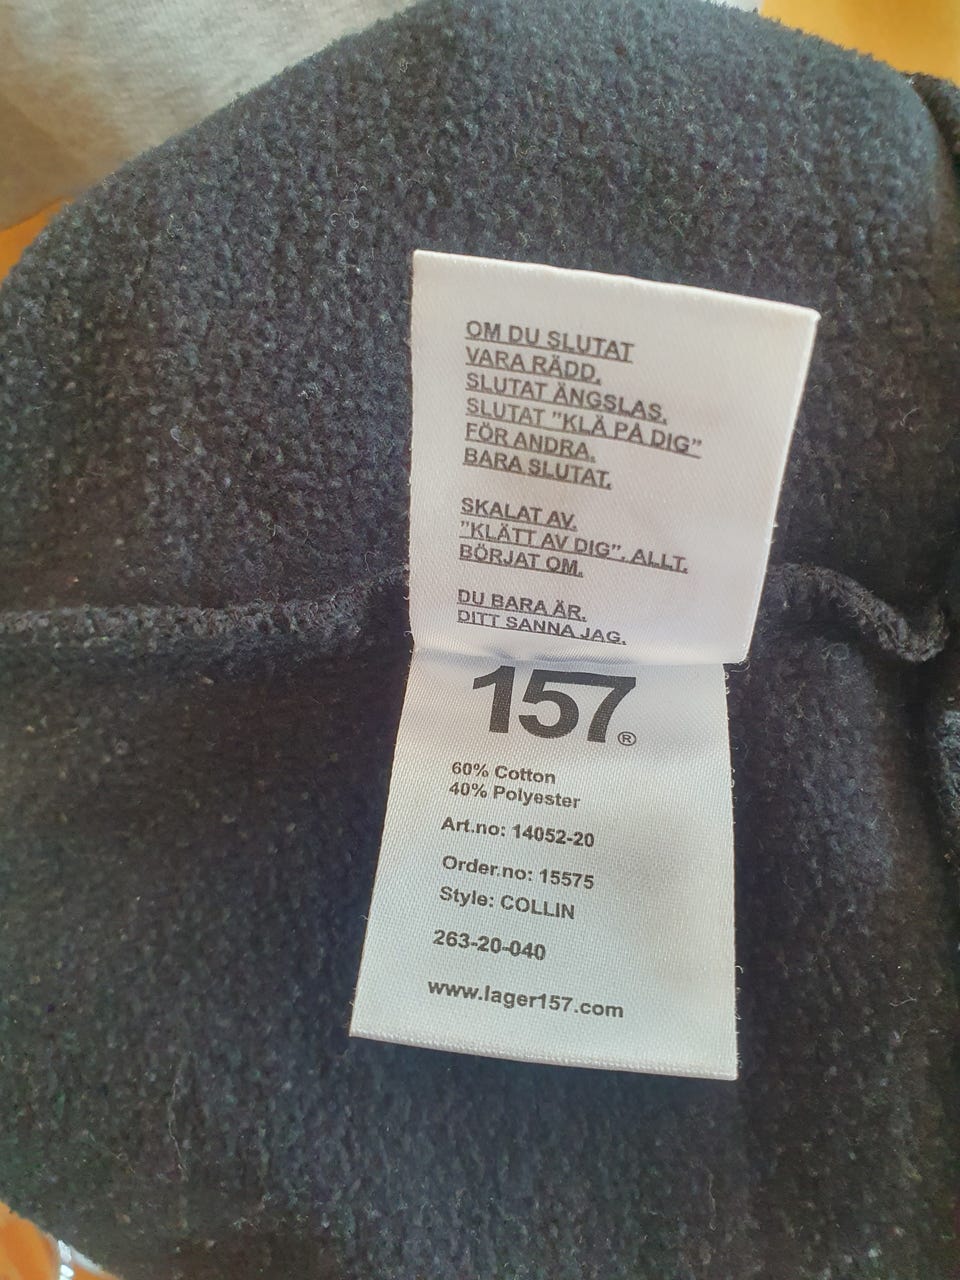 OM DU SLUTAT
VARA RÄDD.
SLUTAT ÄNGSLAS.
SLUTAT ”KLÄ PÅ DIG”
FÖR ANDRA.
BARA SLUTAT.
SKALAT AV.
”KLÄTT AV DIG”. ALLT.
BÖRJAT OM.
DU BARA ÄR.
DITT SANNA JAG.
157®
60% Cotton
40% Polyester
Art.no: 14052-20
Order.no: 15575
Style: COLLIN
263-20-040
www.lager157.com